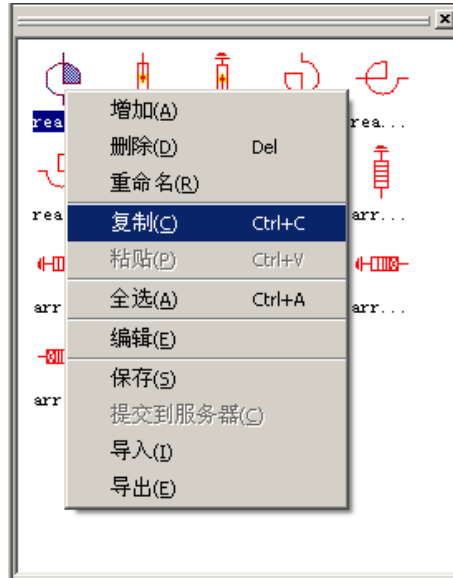 增加(A)
rea
rea...
删除(D) Del
重命名(R)
rea
复制(C) Ctrl+C
arr...
粘贴(P) Ctrl+V
全选(A) Ctrl+A
arr
arr...
编辑(E)
保存(S)
arr
提交到服务器(C)
导入(I)
导出(E)